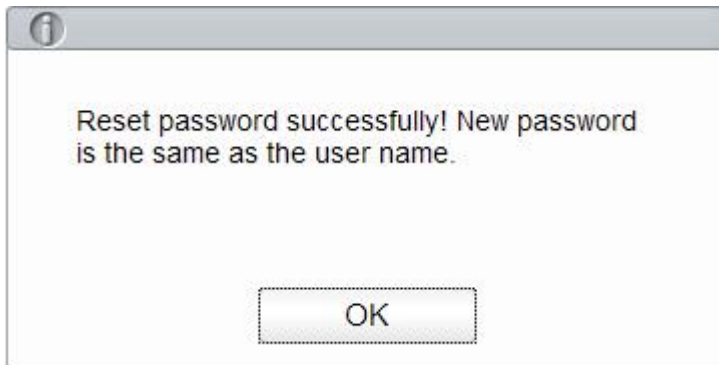 Reset password successfully! New password
is the same as the user name.
OK